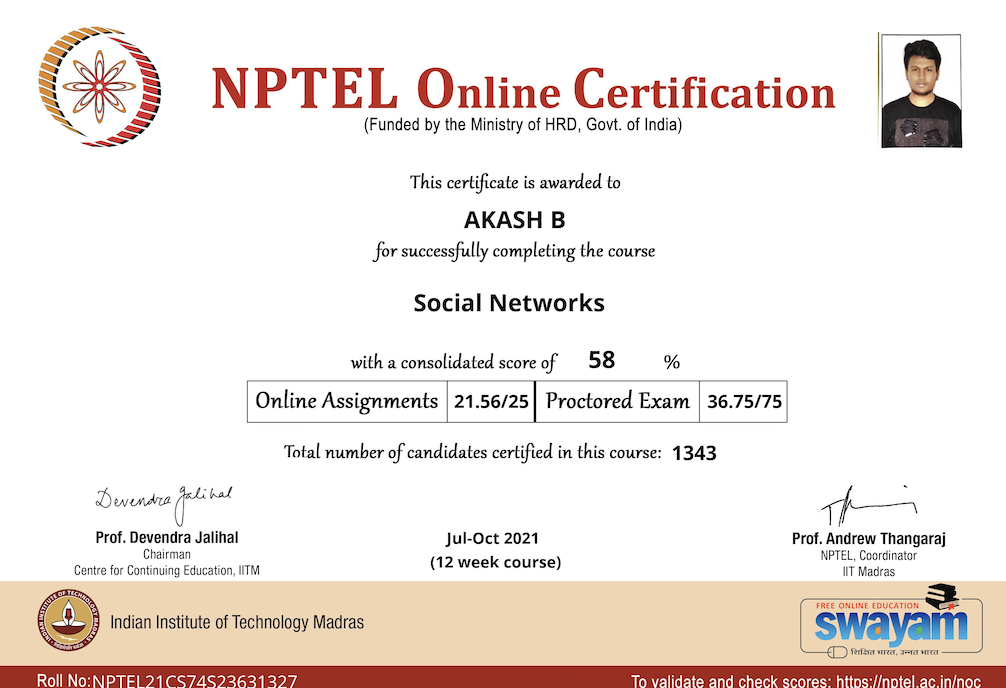 NPTEL Online Certification
(Funded by the Ministry of HRD, Govt. of India)
This certificate is awarded to
AKASH B
for successfully completing the course
Social Networks
with a consolidated score of 58 %
Online Assignments 21.56/25 Proctored Exam 36.75/75
Total number of candidates certified in this course: 1343
Devendra Jalihal
Prof. Devendra Jalihal
Chairman
Centre for Continuing Education, IITM
Jul-Oct 2021
(12 week course)
Prof. Andrew Thangaraj
NPTEL, Coordinator
IIT Madras
INDIAN INSTITUTE OF TECHNOLOGY MADRAS
Indian Institute of Technology Madras
FREE ONLINE EDUCATION
swayam
शिक्षित भारत, उन्नत भारत
Roll No:NPTEL21CS74S23631327
To validate and check scores: https://nptel.ac.in/noc